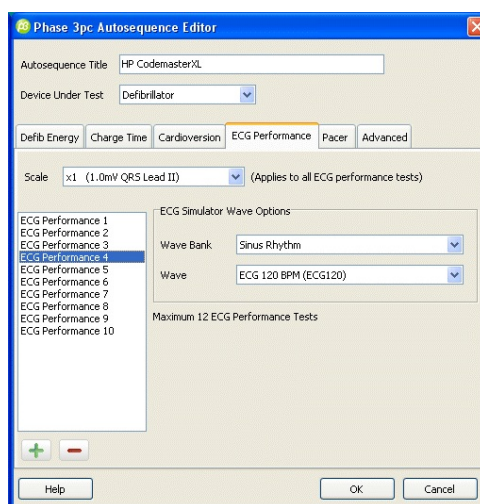 Phase 3pc Autosequence Editor
Autosequence Title HP CodemasterXL
Device Under Test Defibrillator
Defib Energy Charge Time Cardioversion ECG Performance Pacer Advanced
Scale x1 (1.0mV QRS Lead II) (Applies to all ECG performance tests)
ECG Performance 1
ECG Performance 2
ECG Performance 3
ECG Performance 4
ECG Performance 5
ECG Performance 6
ECG Performance 7
ECG Performance 8
ECG Performance 9
ECG Performance 10
ECG Simulator Wave Options
Wave Bank Sinus Rhythm
Wave ECG 120 BPM (ECG120)
Maximum 12 ECG Performance Tests
Help OK Cancel